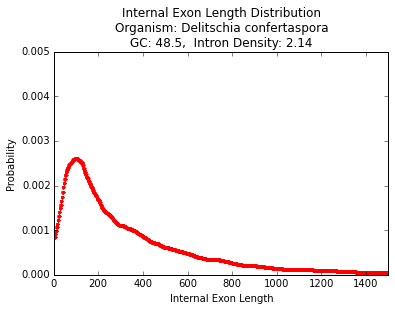 Internal Exon Length Distribution
Organism: Delitschia confertaspora
GC: 48.5,  Intron Density: 2.14
0.005
0.004
0.003
0.002
0.001
0.000
Probability
0 200 400 600 800 1000 1200 1400
Internal Exon Length